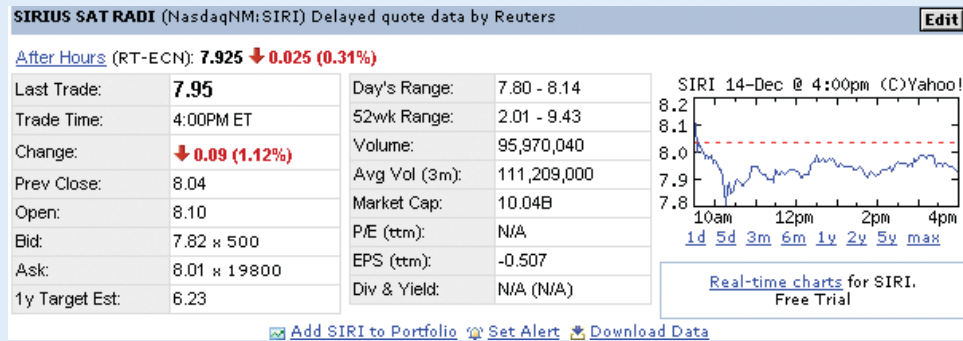 SIRIUS SAT RADI (NasdaqNM:SIRI) Delayed quote data by Reuters
Edit
After Hours (RT-ECN): 7.925 0.025 (0.31%)
Last Trade: 7.95
Trade Time: 4:00PM ET
Change: 0.09 (1.12%)
Prev Close: 8.04
Open: 8.10
Bid: 7.82 x 500
Ask: 8.01 x 19800
1y Target Est: 6.23
Day's Range: 7.80 - 8.14
52wk Range: 2.01 - 9.43
Volume: 95,970,040
Avg Vol (3m): 111,209,000
Market Cap: 10.04B
P/E (ttm): N/A
EPS (ttm): -0.507
Div & Yield: N/A (N/A)
SIRI 14-Dec @ 4:00pm (C)Yahoo!
8.2
8.1
8.0
7.9
7.8
10am 12pm 2pm 4pm
1d 5d 3m 6m 1y 2y 5y max
Real-time charts for SIRI.
Free Trial
Add SIRI to Portfolio Set Alert Download Data